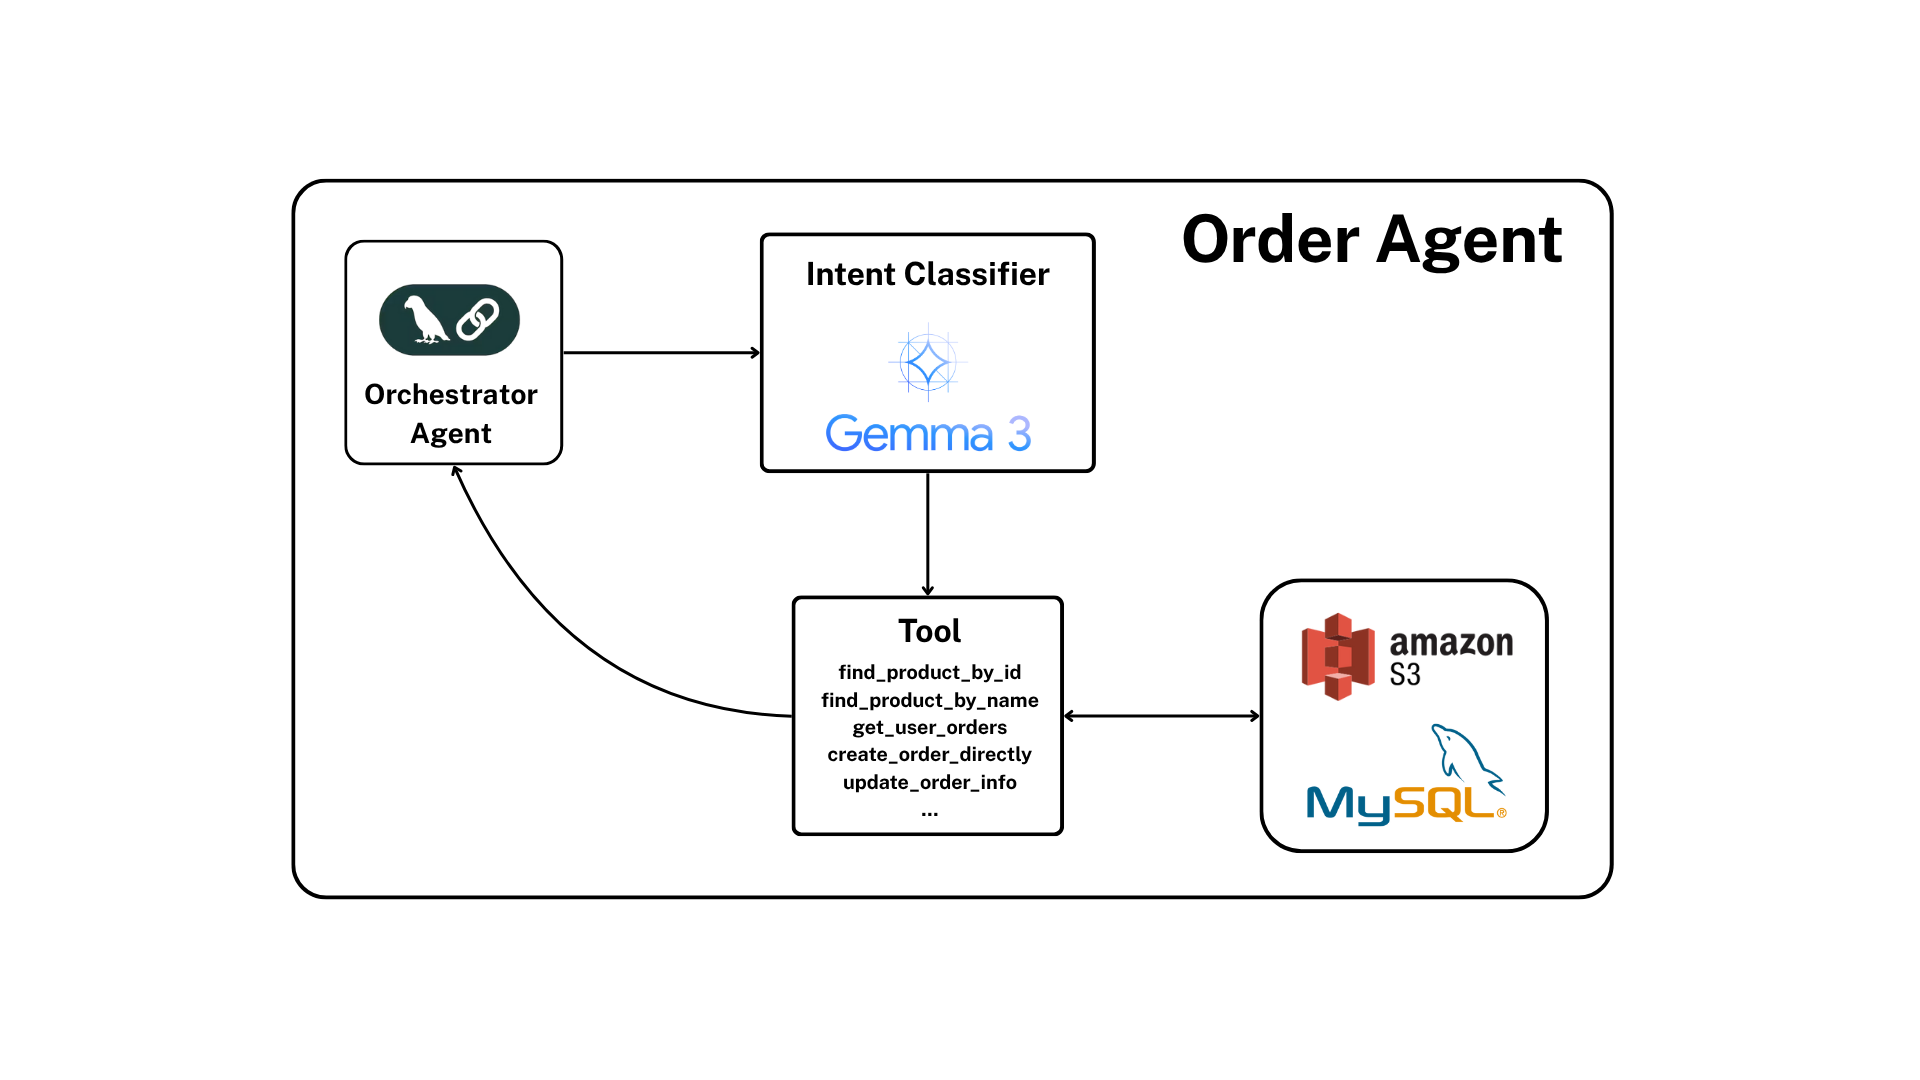 Order Agent
Orchestrator
Agent
Intent Classifier
Gemma 3
Tool
find_product_by_id
find_product_by_name
get_user_orders
create_order_directly
update_order_info
...
amazon
S3
MySQL®